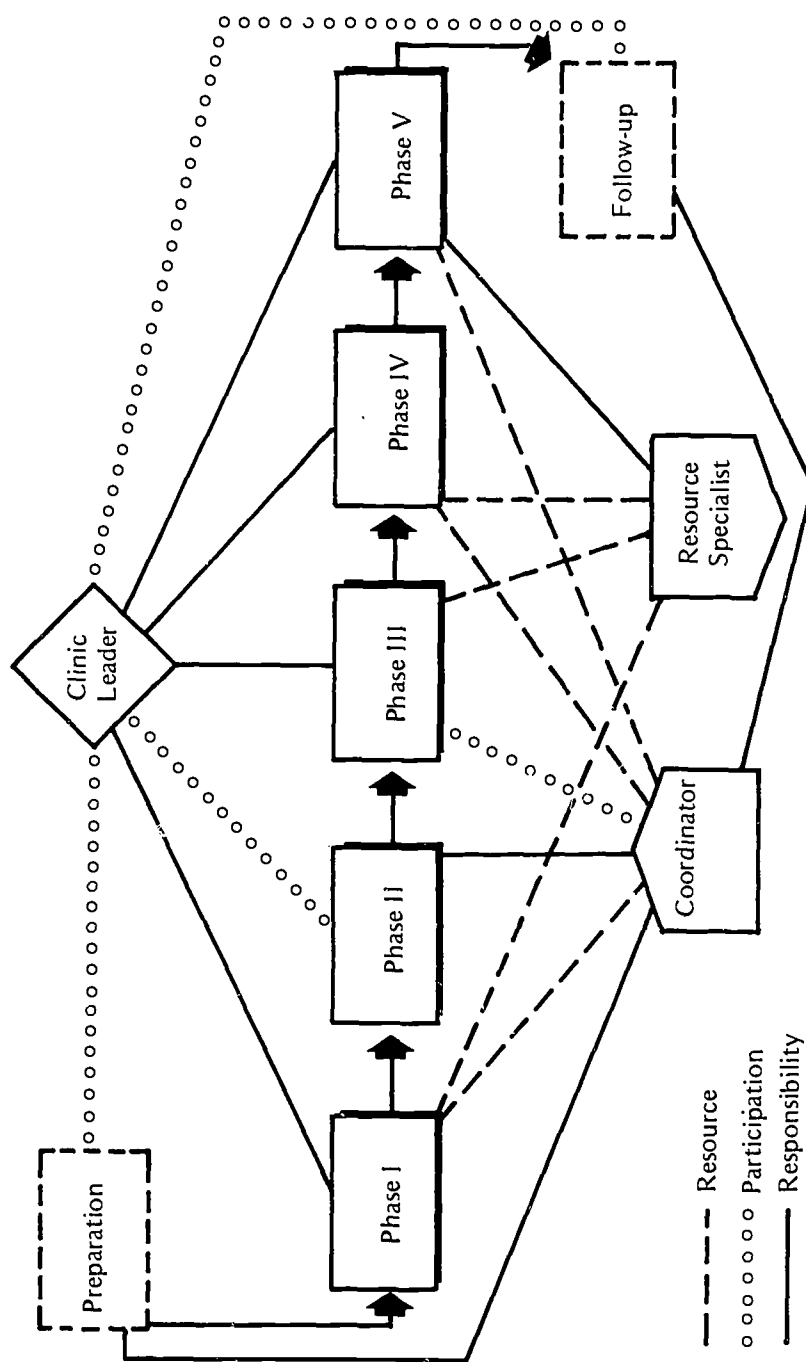 Clinic
Leader
Preparation
Phase I
Phase II
Phase III
Phase IV
Phase V
Follow-up
Coordinator
Resource
Specialist
Resource
Participation
Responsibility